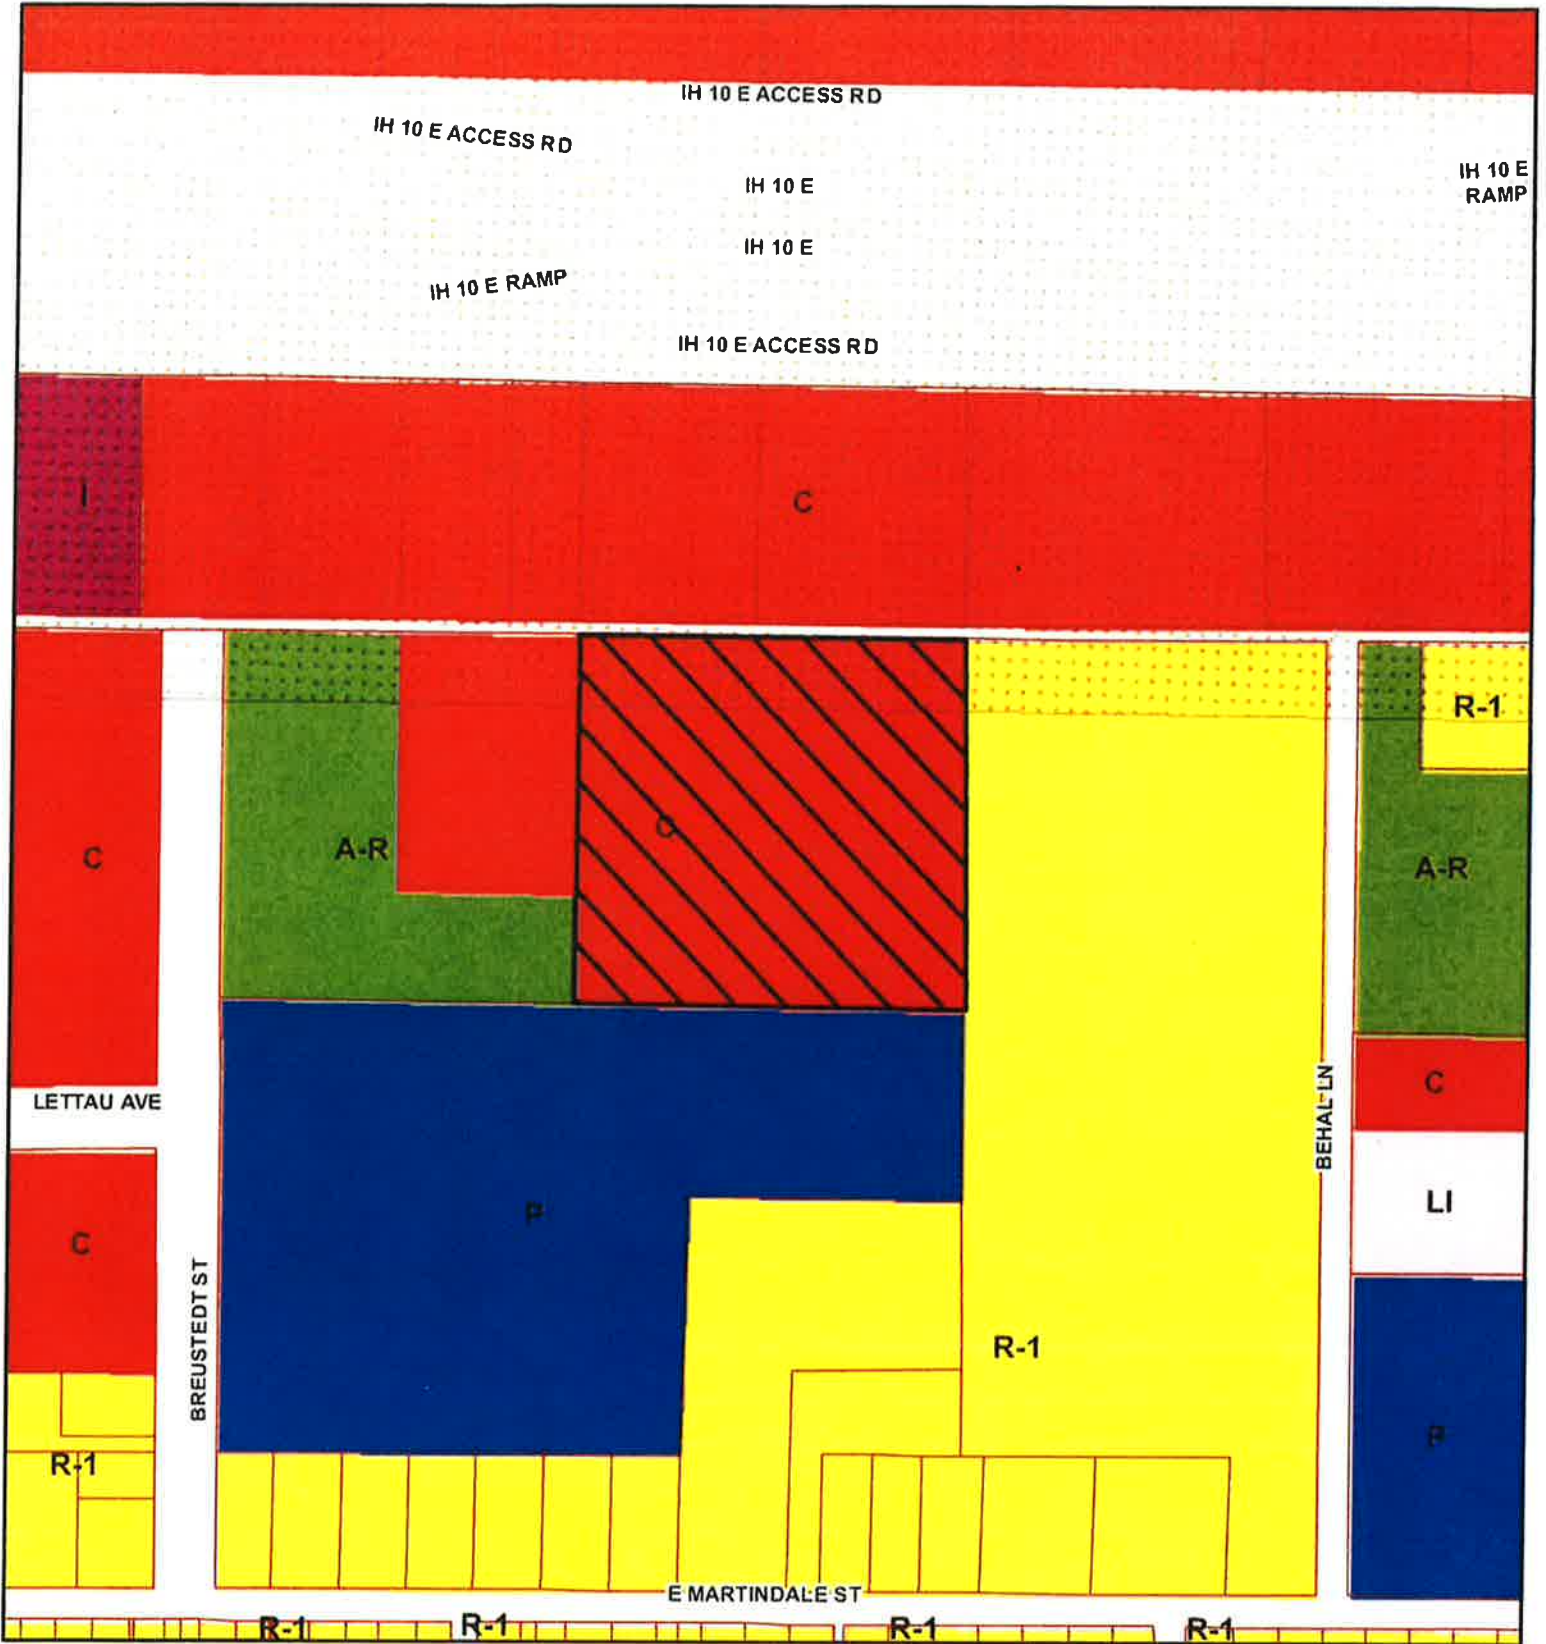 IH 10 E ACCESS RD
IH 10 E ACCESS RD
IH 10 E
IH 10 E
RAMP
IH 10 E
IH 10 E RAMP
IH 10 E ACCESS RD
I
C
R-1
C
A-R
C
A-R
C
LETTAU AVE
BEHAL LN
LI
P
C
BREUSTEDT ST
R-1
P
R-1
E MARTINDALE ST
R-1
R-1
R-1
R-1